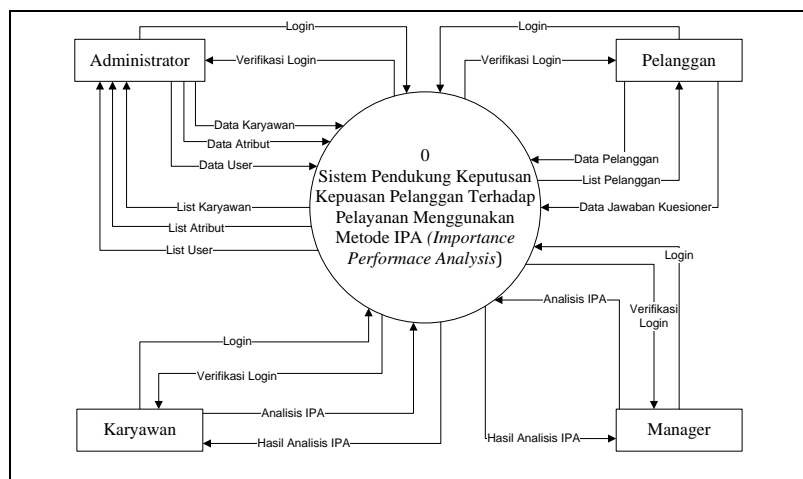 Login
Login
Administrator
Verifikasi Login
Verifikasi Login
Pelanggan
Data Karyawan
Data Atribut
Data User
List Karyawan
List Atribut
List User
0
Sistem Pendukung Keputusan
Kepuasan Pelanggan Terhadap
Pelayanan Menggunakan
Metode IPA (Importance
Performace Analysis)
Data Pelanggan
List Pelanggan
Data Jawaban Kuesioner
Login
Analisis IPA
Verifikasi
Login
Login
Verifikasi Login
Karyawan
Analisis IPA
Hasil Analisis IPA
Hasil Analisis IPA
Manager